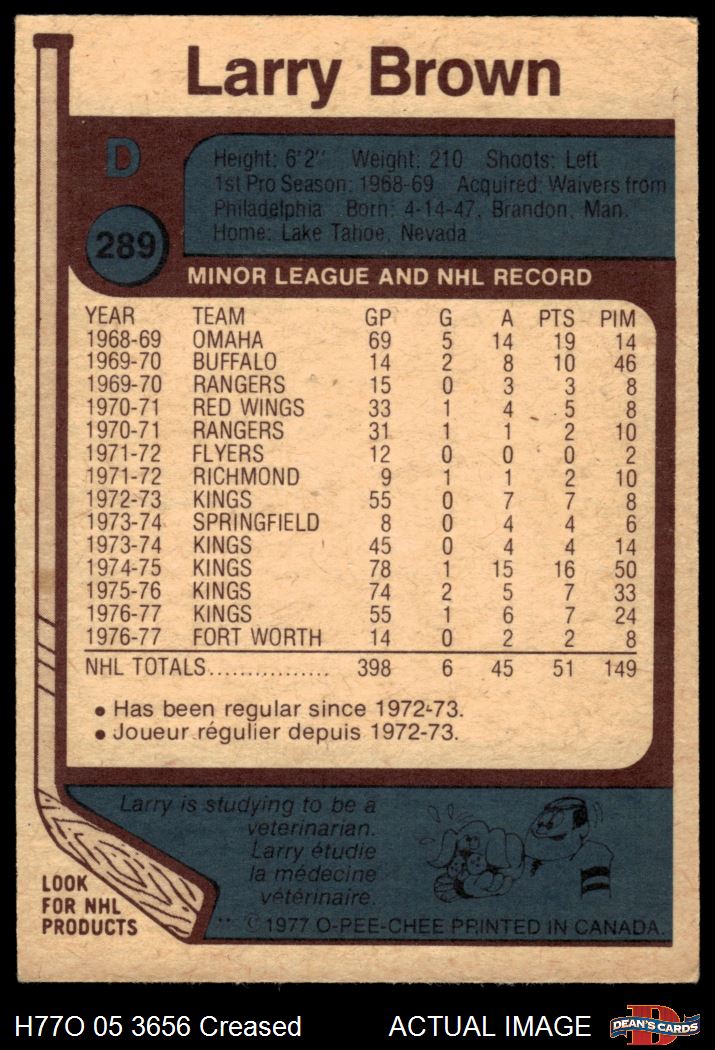 Larry Brown
D
Height: 6'2" Weight: 210 Shoots: Left
1st Pro Season: 1968-69 Acquired: Waivers from
Philadelphia Born: 4-14-47, Brandon, Man.
Home: Lake Tahoe, Nevada
289
MINOR LEAGUE AND NHL RECORD
YEAR TEAM GP G A PTS PIM
1968-69 OMAHA 69 5 14 19 14
1969-70 BUFFALO 14 2 8 10 46
1969-70 RANGERS 15 0 3 3 8
1970-71 RED WINGS 33 1 4 5 8
1970-71 RANGERS 31 1 1 2 10
1971-72 FLYERS 12 0 0 0 2
1971-72 RICHMOND 9 1 1 2 10
1972-73 KINGS 55 0 7 7 8
1973-74 SPRINGFIELD 8 0 4 4 6
1973-74 KINGS 45 0 4 4 14
1974-75 KINGS 78 1 15 16 50
1975-76 KINGS 74 2 5 7 33
1976-77 KINGS 55 1 6 7 24
1976-77 FORT WORTH 14 0 2 2 8
NHL TOTALS................ 398 6 45 51 149
• Has been regular since 1972-73.
• Joueur régulier depuis 1972-73.
Larry is studying to be a
veterinarian.
Larry étudie
la médecine
vétérinaire.
LOOK
FOR NHL
PRODUCTS
** © 1977 O-PEE-CHEE PRINTED IN CANADA.
H77O 05 3656 Creased ACTUAL IMAGE
D
DEAN'S CARDS